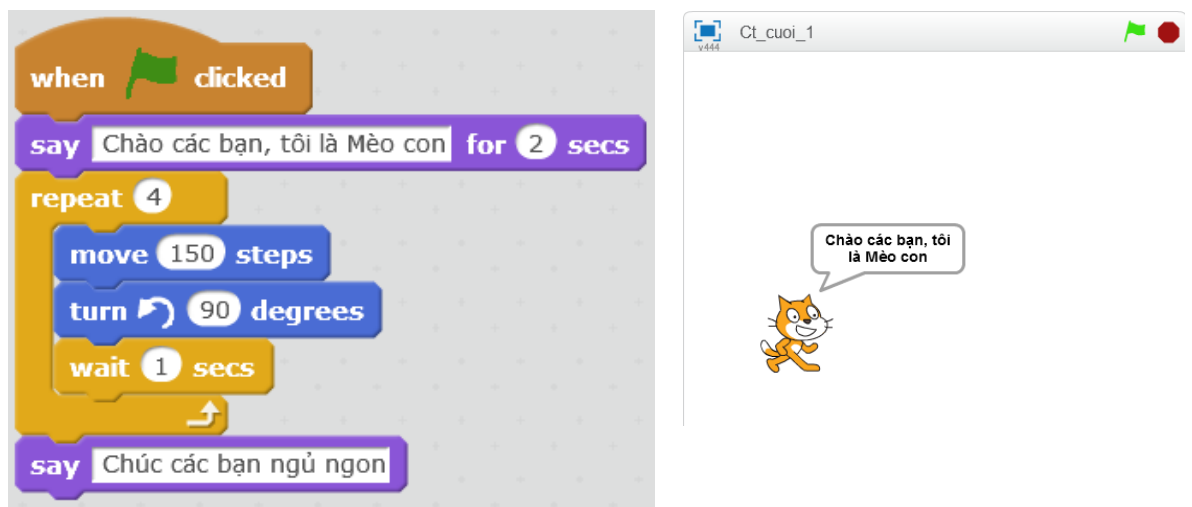 when clicked
say Chào các bạn, tôi là Mèo con for 2 secs
repeat 4
move 150 steps
turn 90 degrees
wait 1 secs
say Chúc các bạn ngủ ngon
Ct_cuoi_1
v444
Chào các bạn, tôi
là Mèo con